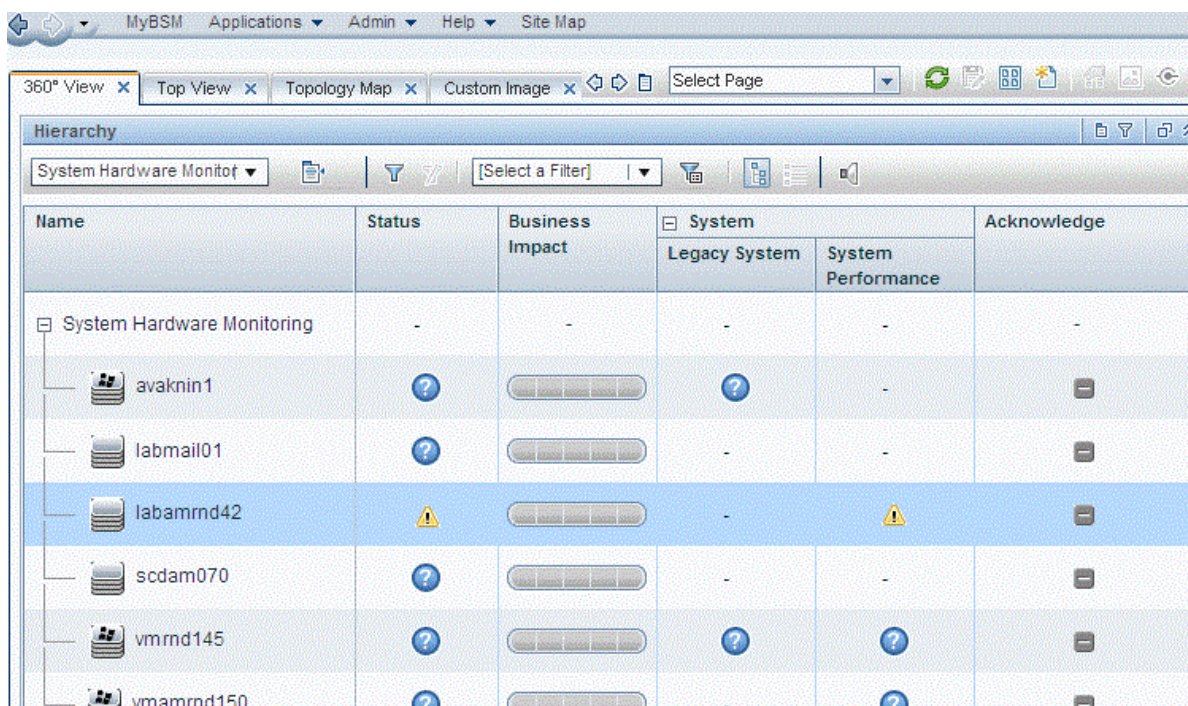 MyBSM Applications Admin Help Site Map
360° View Top View Topology Map Custom Image Select Page
Hierarchy
System Hardware Monitor [Select a Filter]
Name Status Business Impact System Acknowledge
Legacy System System Performance
System Hardware Monitoring - - - - -
avaknin1 -
labmail01 - -
labamrnd42 -
scdam070 - -
vmrnd145
vmamrnd150 -